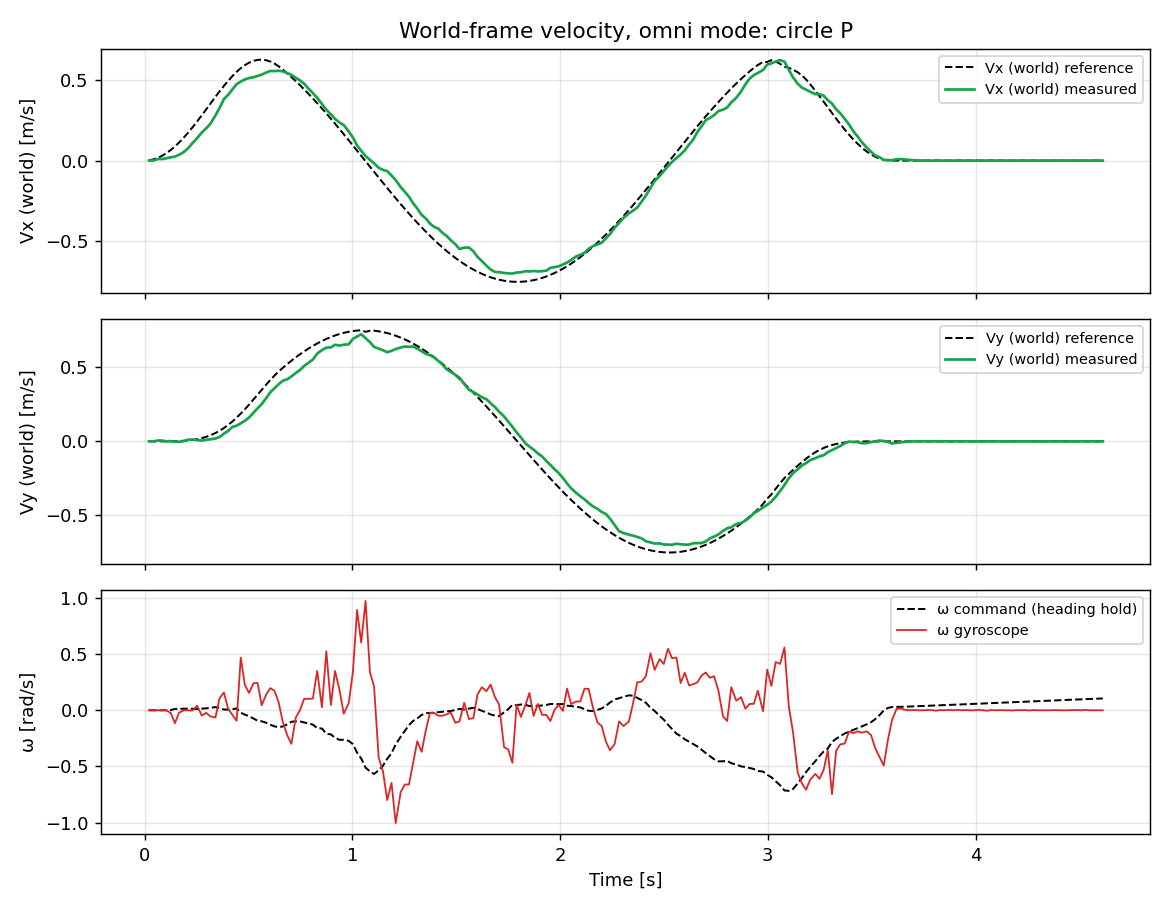 World-frame velocity, omni mode: circle P
Vx (world) [m/s]
0.5
0.0
−0.5
Vx (world) reference
Vx (world) measured
Vy (world) [m/s]
0.5
0.0
−0.5
Vy (world) reference
Vy (world) measured
ω [rad/s]
1.0
0.5
0.0
−0.5
−1.0
ω command (heading hold)
ω gyroscope
0 1 2 3 4
Time [s]